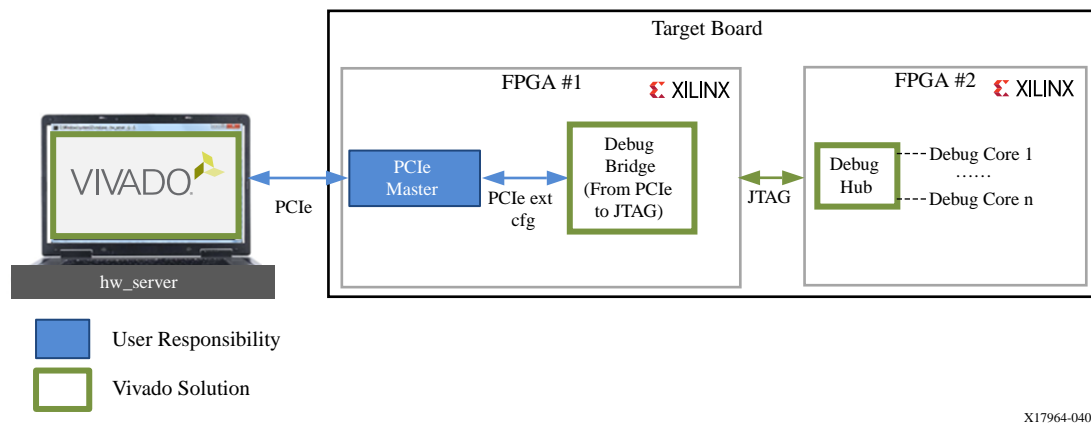 Target Board
FPGA #1
XILINX
FPGA #2
XILINX
VIVADO
PCIe
PCIe
Master
PCIe ext
cfg
Debug
Bridge
(From PCIe
to JTAG)
JTAG
Debug
Hub
Debug Core 1
......
Debug Core n
hw_server
User Responsibility
Vivado Solution
X17964-040